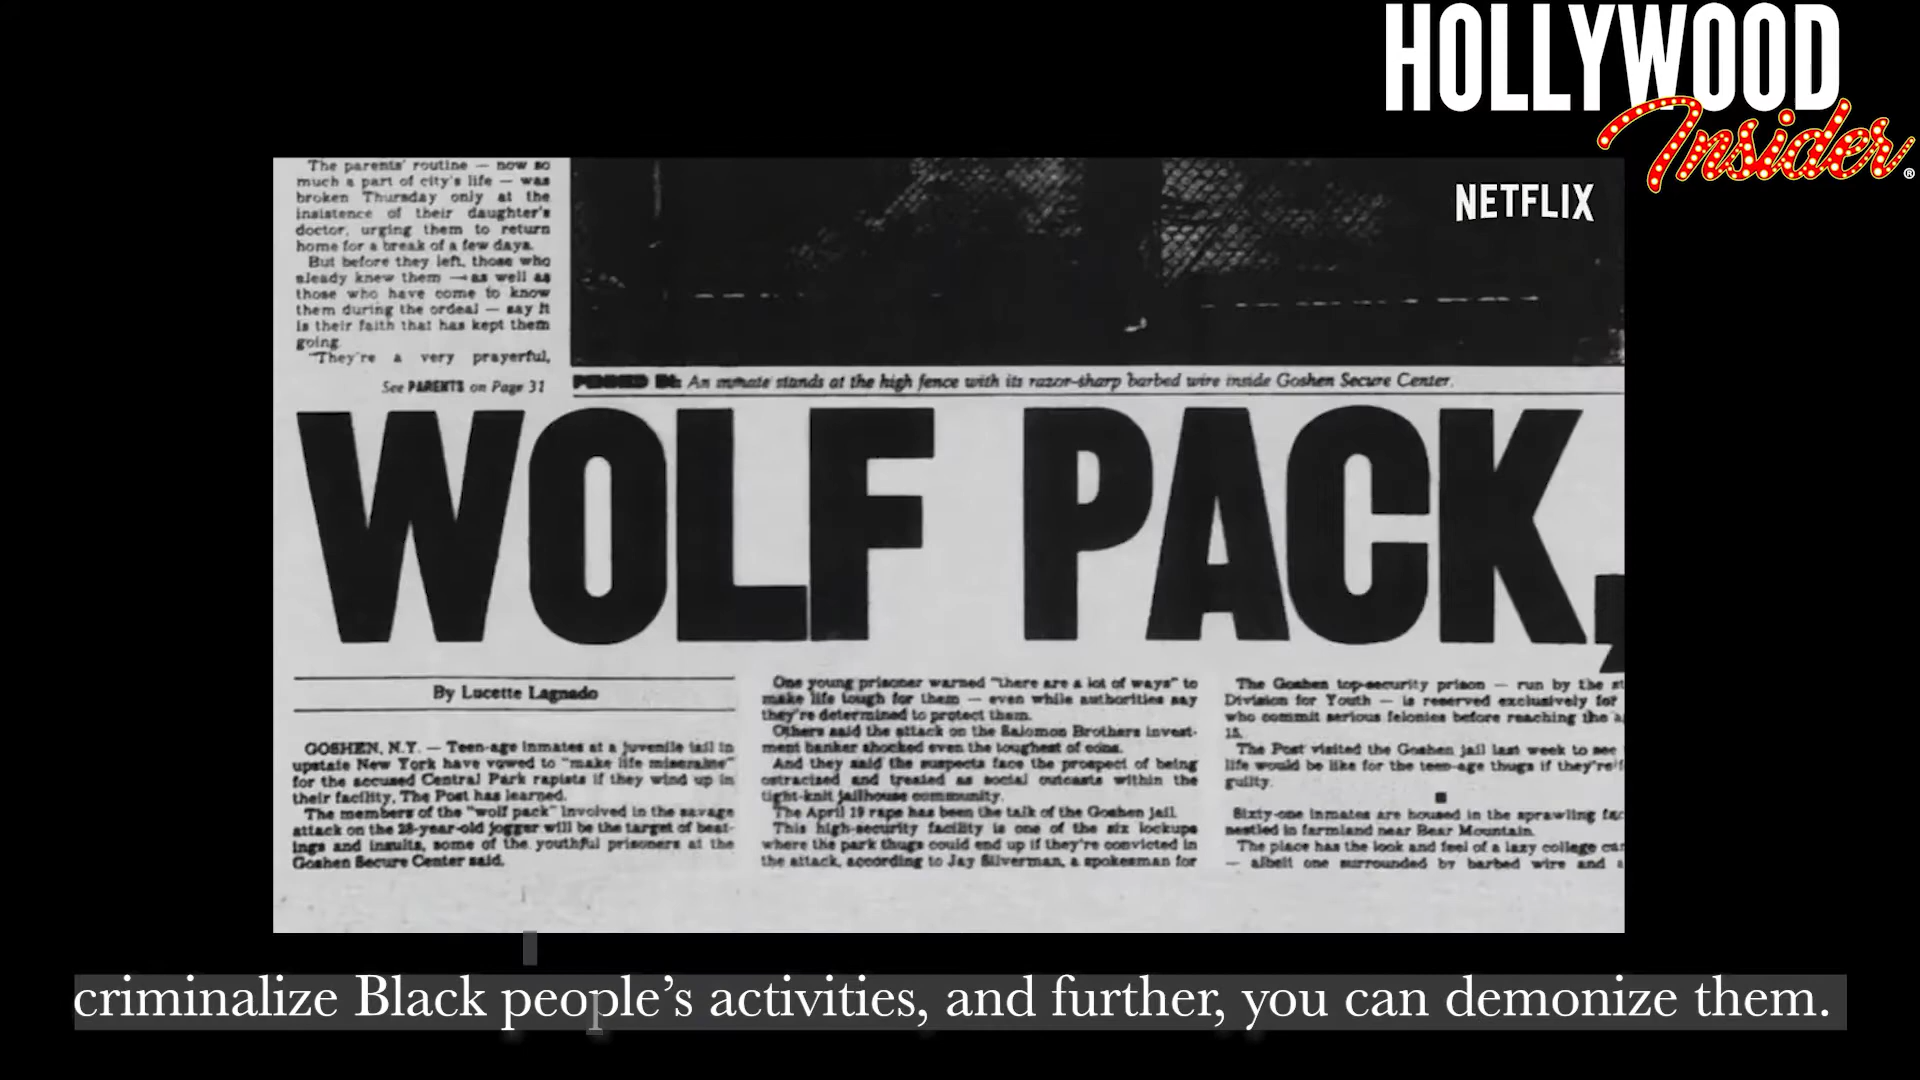 HOLLYWOOD
Insider®
NETFLIX
The parents' routine — now so
much a part of city's life — was
broken Thursday only at the
insistence of their daughter's
doctor, urging them to return
home for a break of a few days.
But before they left, those who
already knew them — as well as
those who have come to know
them during the ordeal — say it
is their faith that has kept them
going.
"They're a very prayerful,
See PARENTS on Page 31
PENNED IN: An inmate stands at the high fence with its razor-sharp barbed wire inside Goshen Secure Center.
WOLF PACK,
By Lucette Lagnado
GOSHEN, N.Y. — Teen-age inmates at a juvenile jail in
upstate New York have vowed to "make life miserable"
for the accused Central Park rapists if they wind up in
their facility, The Post has learned.
The members of the "wolf pack" involved in the savage
attack on the 28-year-old jogger will be the target of beat-
ings and insults, some of the youthful prisoners at the
Goshen Secure Center said.
One young prisoner warned "there are a lot of ways" to
make life tough for them — even while authorities say
they're determined to protect them.
Others said the attack on the Salomon Brothers invest-
ment banker shocked even the toughest of cons.
And they said the suspects face the prospect of being
ostracized and treated as social outcasts within the
tight-knit jailhouse community.
The April 19 rape has been the talk of the Goshen jail.
This high-security facility is one of the six lockups
where the park thugs could end up if they're convicted in
the attack, according to Jay Silverman, a spokesman for
The Goshen top-security prison — run by the st
Division for Youth — is reserved exclusively for
who commit serious felonies before reaching the a
15.
The Post visited the Goshen jail last week to see
life would be like for the teen-age thugs if they're f
guilty.
Sixty-one inmates are housed in the sprawling fac
nestled in farmland near Bear Mountain.
The place has the look and feel of a lazy college ca
— albeit one surrounded by barbed wire and a
criminalize Black people's activities, and further, you can demonize them.